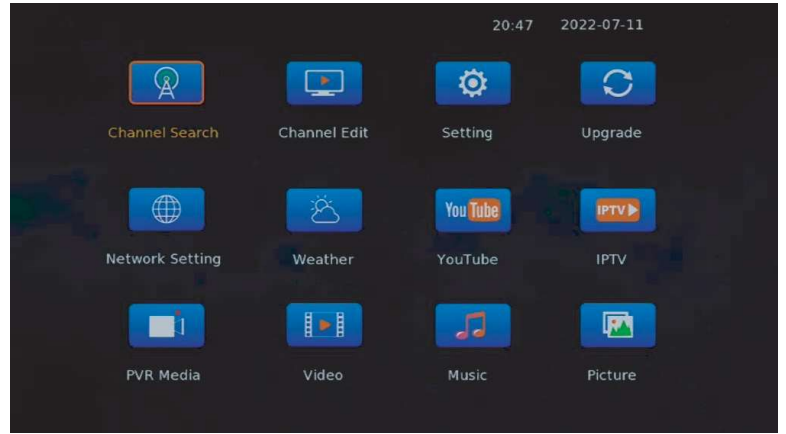 20:47 2022-07-11
Channel Search Channel Edit Setting Upgrade
You Tube IPTV
Network Setting Weather YouTube IPTV
PVR Media Video Music Picture